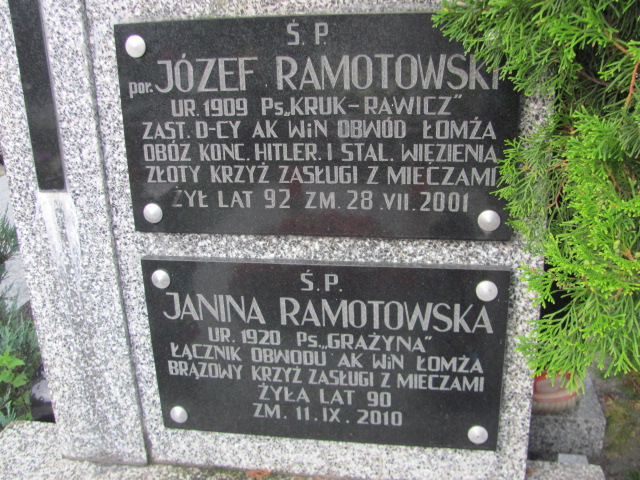 Ś.P.
por. JÓZEF RAMOTOWSKI
UR. 1909 Ps. „KRUK-RAWICZ”
ZAST. D-CY AK WiN OBWÓD ŁOMŻA
OBÓZ KONC. HITLER. I STAL. WIĘZIENIA
ZŁOTY KRZYŻ ZASŁUGI Z MIECZAMI
ŻYŁ LAT 92 ZM. 28.VII.2001
Ś.P.
JANINA RAMOTOWSKA
UR. 1920 Ps. „GRAŻYNA”
ŁĄCZNIK OBWODU AK WiN ŁOMŻA
BRĄZOWY KRZYŻ ZASŁUGI Z MIECZAMI
ŻYŁA LAT 90
ZM. 11.IX.2010